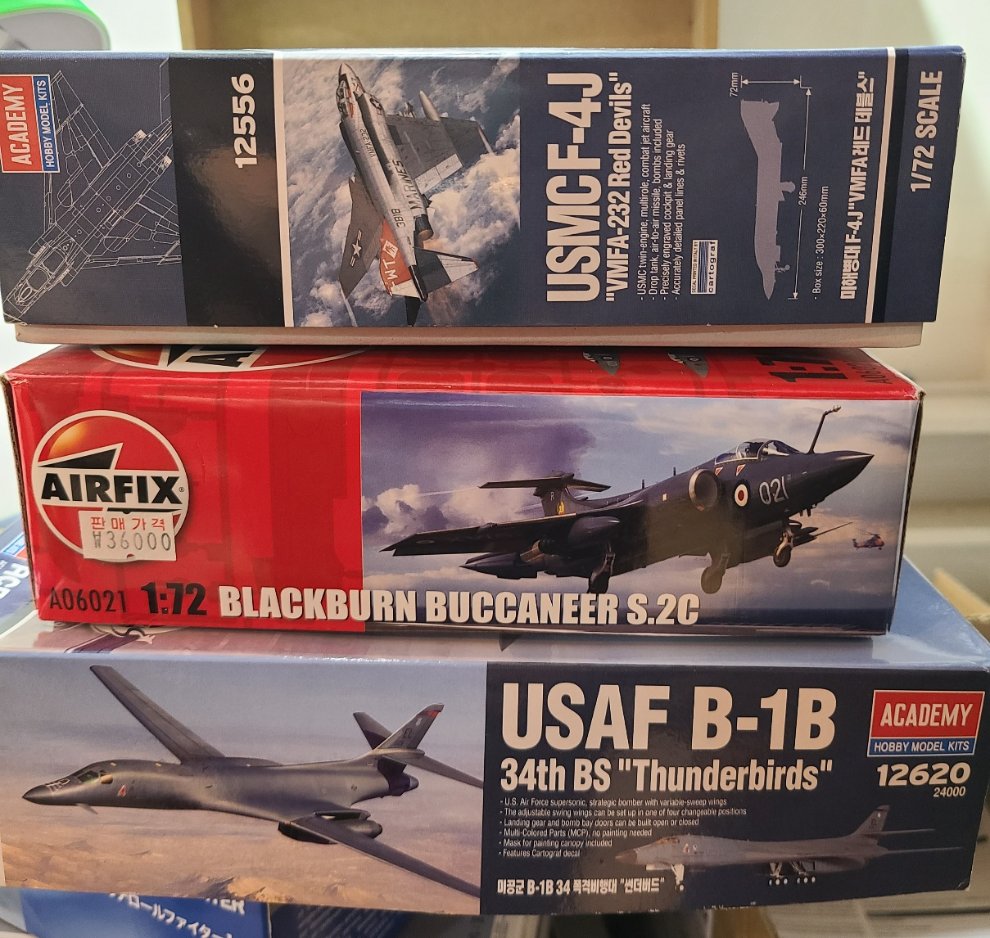 ACADEMY
HOBBY MODEL KITS
12556
MARINES
USMCF-4J
"VMFA-232 Red Devils"
- USMC twin-engine, multirole, combat jet aircraft
- Drop tank, air-to-air missile, bombs included
- Precisely engraved cockpit & landing gear
- Accurately detailed panel lines & rivets
cartograf
72mm
246mm
· Box size : 300×220×60mm
미해병대 F-4J "VMFA 레드 데블스"
1/72 SCALE
AIRFIX
판매가격
₩36000
021
A06021 1:72 BLACKBURN BUCCANEER S.2C
USAF B-1B
34th BS "Thunderbirds"
- U.S. Air Force supersonic, strategic bomber with variable-sweep wings
- The adjustable swing wings can be set up in one of four changeable positions
- Landing gear and bomb bay doors can be built open or closed
- Multi-Colored Parts (MCP), no painting needed
- Mask for painting canopy included
- Features Cartograf decal
미공군 B-1B 34 폭격비행대 "썬더버드"
ACADEMY
HOBBY MODEL KITS
12620
24000